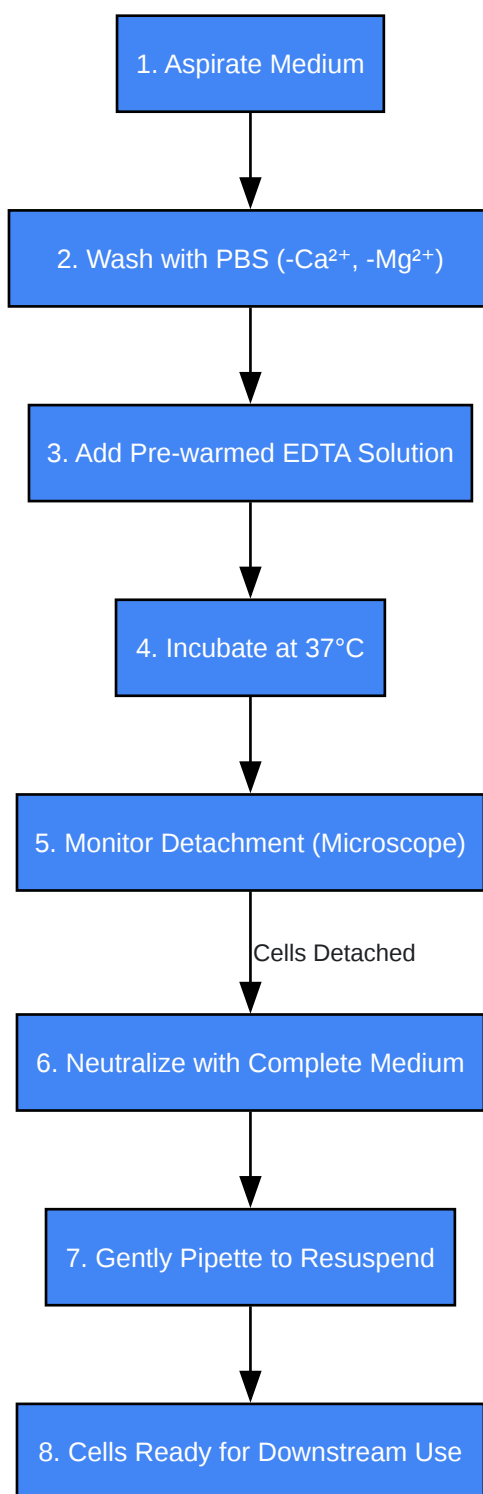 1. Aspirate Medium
2. Wash with PBS (-Ca²⁺, -Mg²⁺)
3. Add Pre-warmed EDTA Solution
4. Incubate at 37°C
5. Monitor Detachment (Microscope)
Cells Detached
6. Neutralize with Complete Medium
7. Gently Pipette to Resuspend
8. Cells Ready for Downstream Use